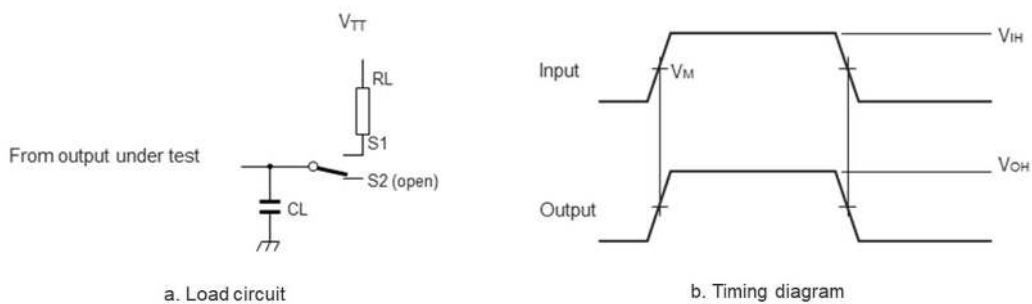 VTT
RL
S1
From output under test
S2 (open)
CL
a. Load circuit
VIH
Input
VM
VOH
Output
b. Timing diagram